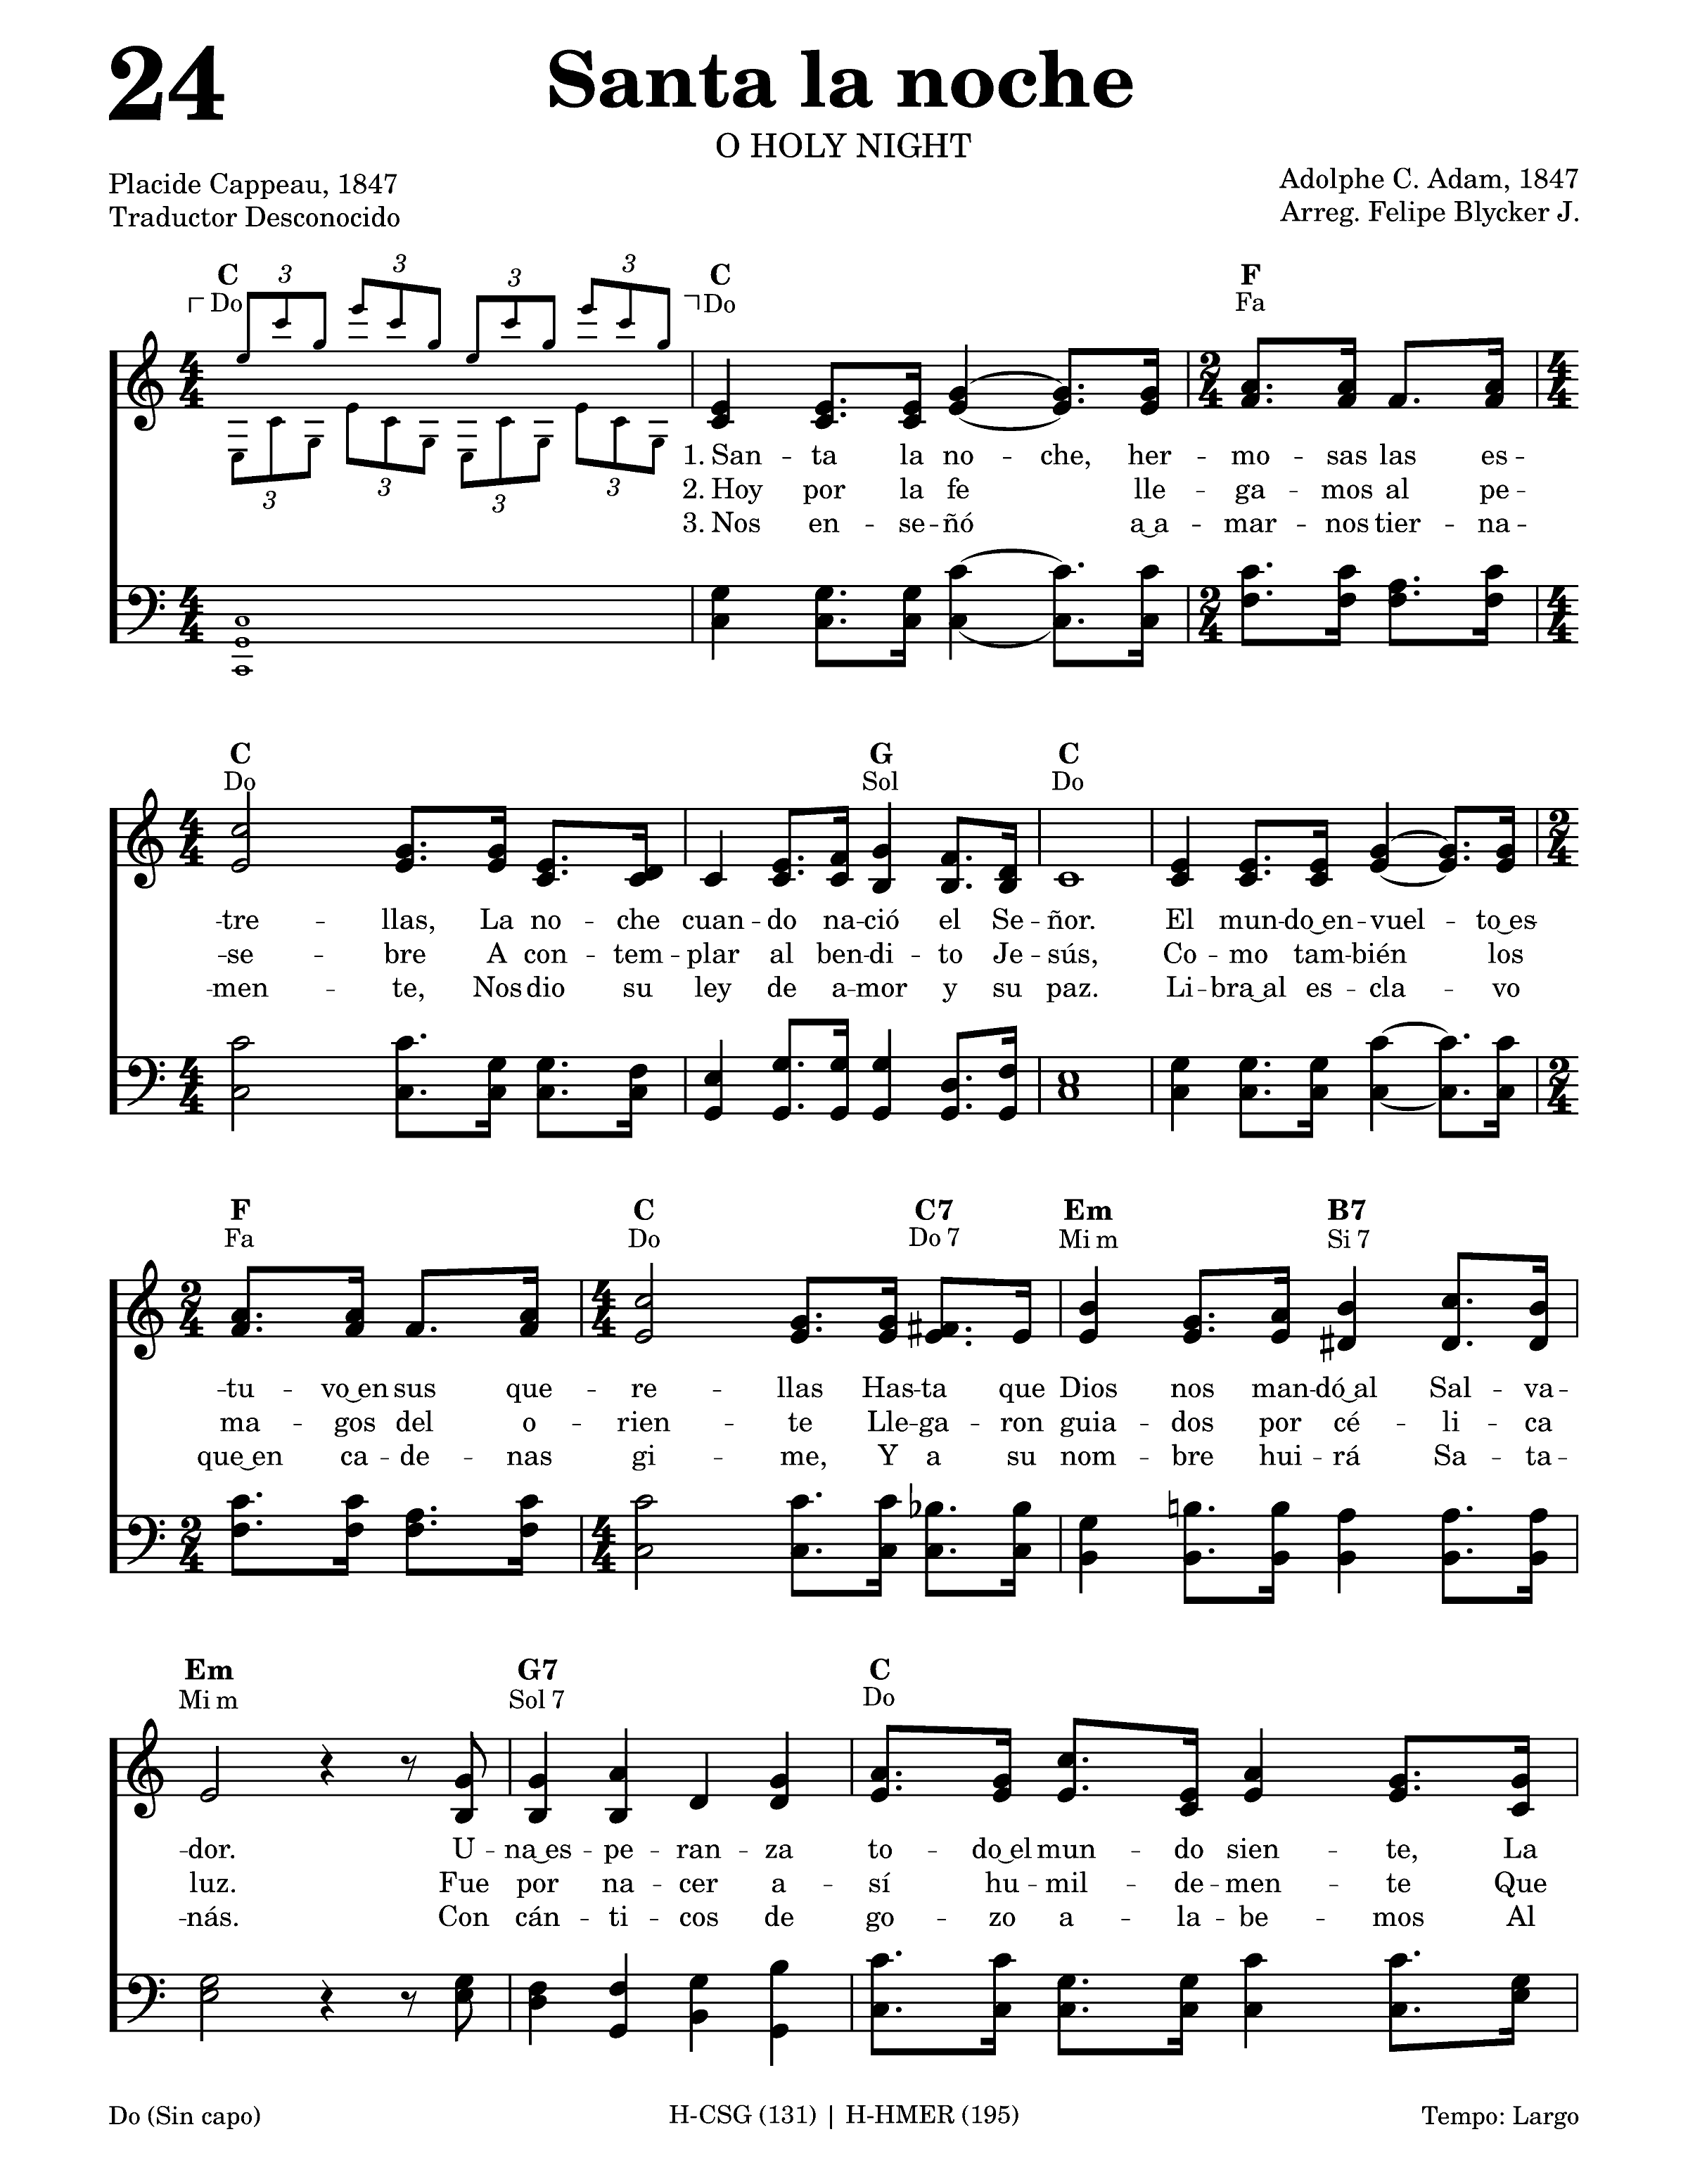 24
Santa la noche
O HOLY NIGHT
Placide Cappeau, 1847
Traductor Desconocido
Adolphe C. Adam, 1847
Arreg. Felipe Blycker J.
C C F
Do Do Fa
3 3 3 3
3 3 3 3
1. San -- ta la no -- che, her -- mo -- sas las es --
2. Hoy por la fe lle -- ga -- mos al pe --
3. Nos en -- se -- ñó a‿a -- mar -- nos tier -- na --
C G C
Do Sol Do
-- tre -- llas, La no -- che cuan -- do na -- ció el Se -- ñor. El mun -- do‿en -- vuel -- to‿es --
-- se -- bre A con -- tem -- plar al ben -- di -- to Je -- sús, Co -- mo tam -- bién los
-- men -- te, Nos dio su ley de a -- mor y su paz. Li -- bra‿al es -- cla -- vo
F C C7 Em B7
Fa Do Do 7 Mi m Si 7
-- tu -- vo‿en sus que -- re -- llas Has -- ta que Dios nos man -- dó‿al Sal -- va --
ma -- gos del o -- rien -- te Lle -- ga -- ron guia -- dos por cé -- li -- ca
que‿en ca -- de -- nas gi -- me, Y a su nom -- bre hui -- rá Sa -- ta --
Em G7 C
Mi m Sol 7 Do
-- dor. U -- na‿es -- pe -- ran -- za to -- do‿el mun -- do sien -- te, La
luz. Fue por na -- cer a -- sí hu -- mil -- de -- men -- te Que
-- nás. Con cán -- ti -- cos de go -- zo a -- la -- be -- mos Al
Do (Sin capo)
H-CSG (131) | H-HMER (195)
Tempo: Largo